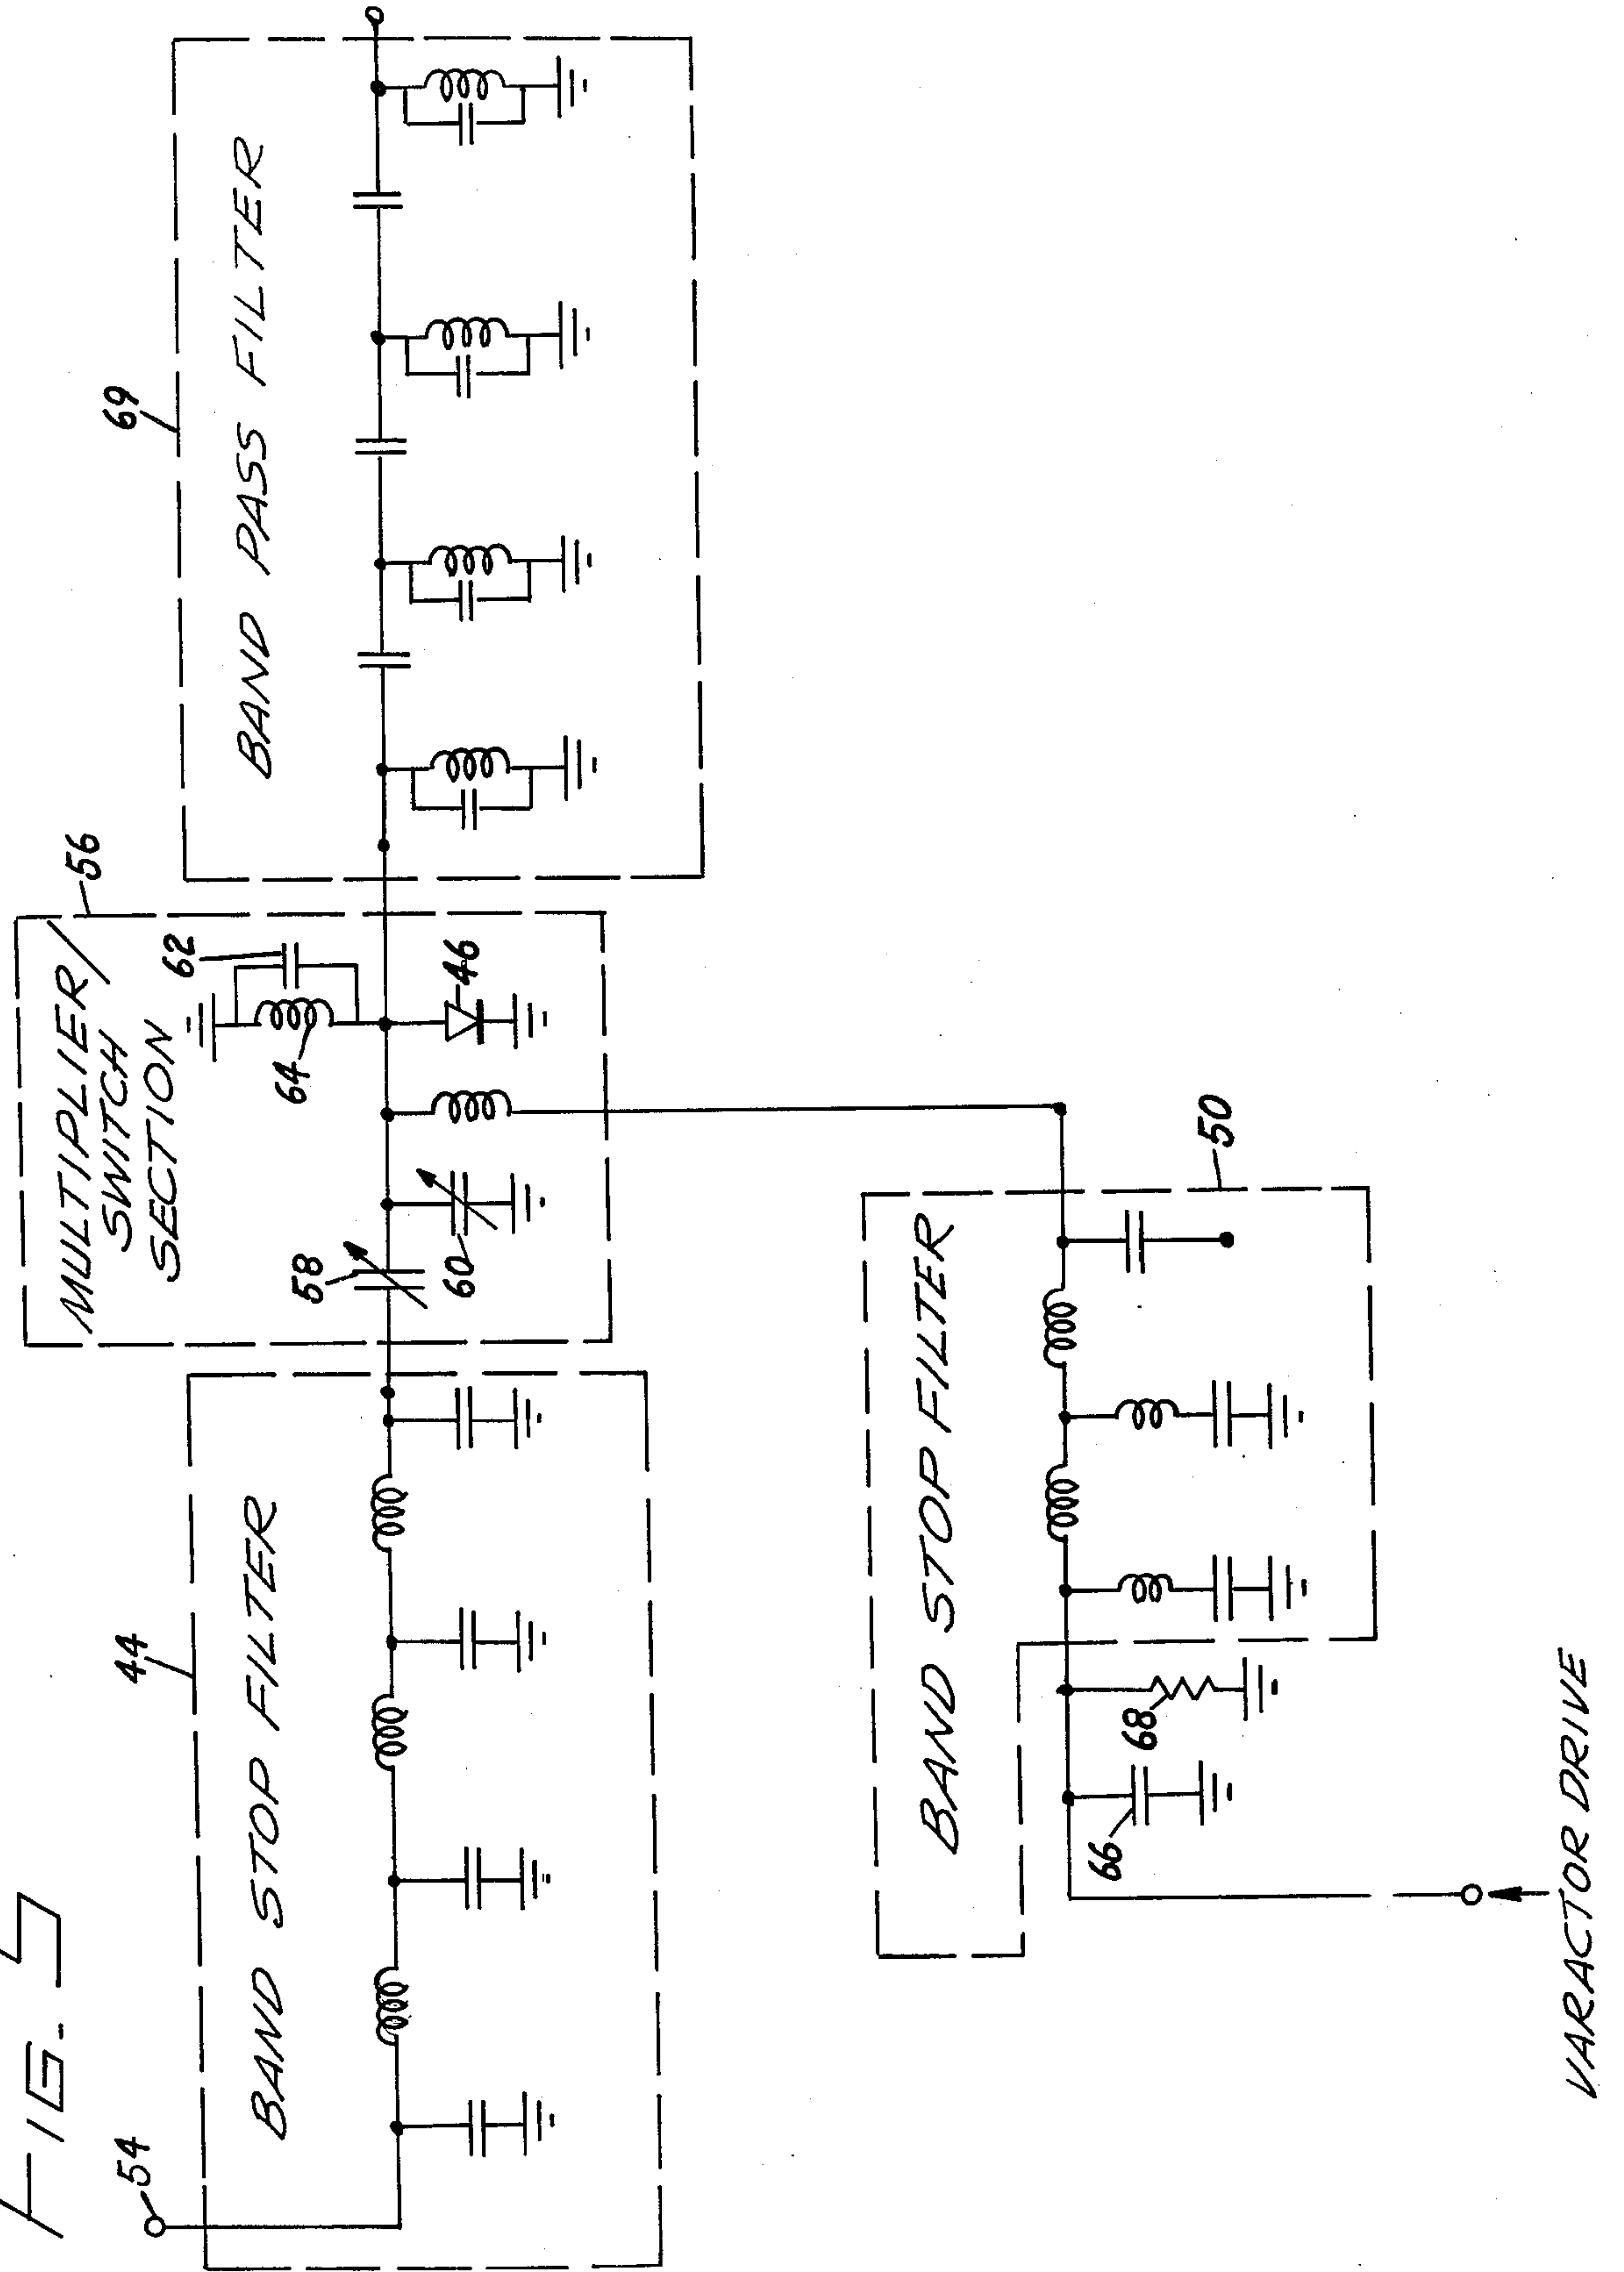 FIG. 5
54
44
BAND STOP FILTER
MULTIPLIER/
SWITCH
SECTION
56
58
60
62
64
46
69
BAND PASS FILTER
BAND STOP FILTER
50
66
68
VARACTOR DRIVE